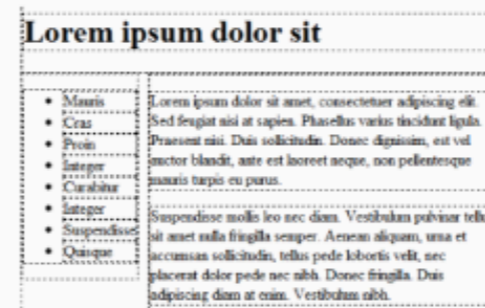 Lorem ipsum dolor sit
Mauris
Cras
Proin
Integer
Curabitur
Integer
Suspendisse
Quisque
Lorem ipsum dolor sit amet, consectetuer adipiscing elit.
Sed feugiat nisi at sapien. Phasellus varius tincidunt ligula.
Praesent nisi. Duis sollicitudin. Donec dignissim, est vel
auctor blandit, ante est laoreet neque, non pellentesque
mauris turpis eu purus.
Suspendisse mollis leo nec diam. Vestibulum pulvinar tellu
sit amet nulla fringilla semper. Aenean aliquam, urna et
accumsan sollicitudin, tellus pede lobortis velit, nec
placerat dolor pede nec nibh. Donec fringilla. Duis
adipiscing diam at enim. Vestibulum nibh.